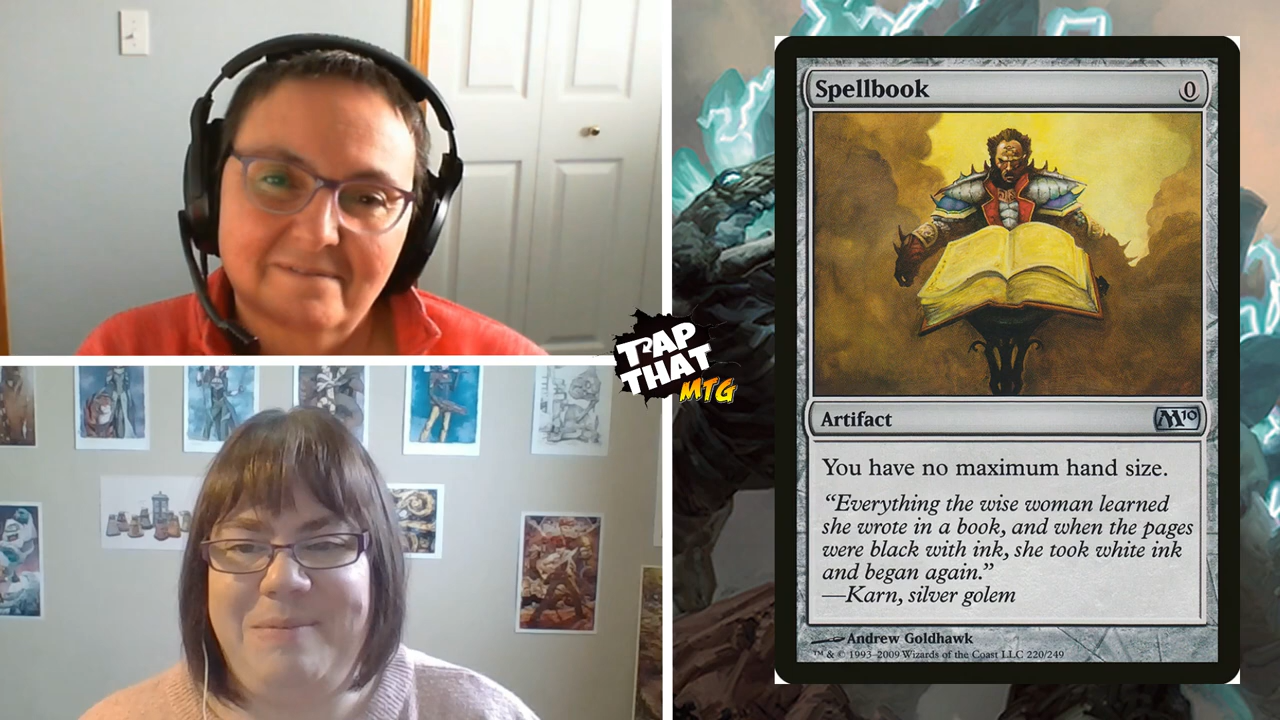 TRAP
THAT
MTG
Spellbook 0
Artifact M10
You have no maximum hand size.
“Everything the wise woman learned
she wrote in a book, and when the pages
were black with ink, she took white ink
and began again.”
—Karn, silver golem
Andrew Goldhawk
™ & © 1993–2009 Wizards of the Coast LLC 220/249